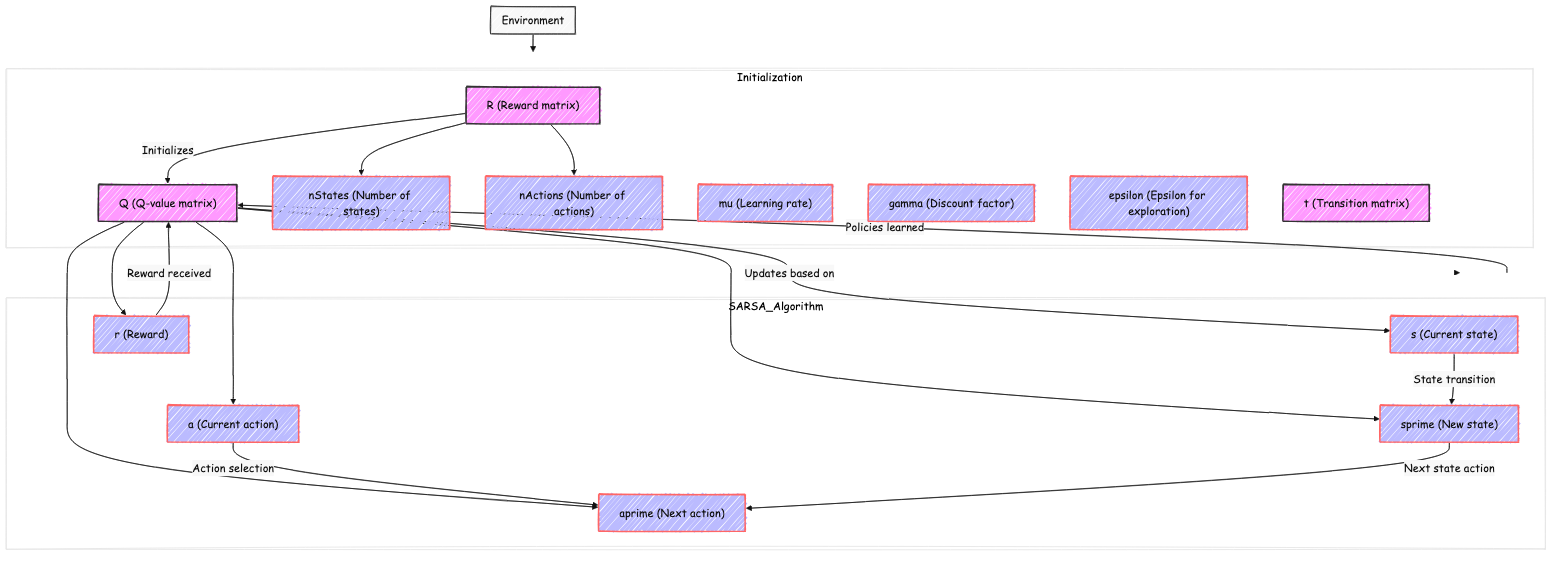 Environment
Initialization
R (Reward matrix)
Initializes
Q (Q-value matrix)
nStates (Number of
states)
nActions (Number of
actions)
mu (Learning rate)
gamma (Discount factor)
epsilon (Epsilon for
exploration)
t (Transition matrix)
Policies learned
Reward received
Updates based on
SARSA_Algorithm
r (Reward)
s (Current state)
State transition
a (Current action)
sprime (New state)
Action selection
Next state action
aprime (Next action)